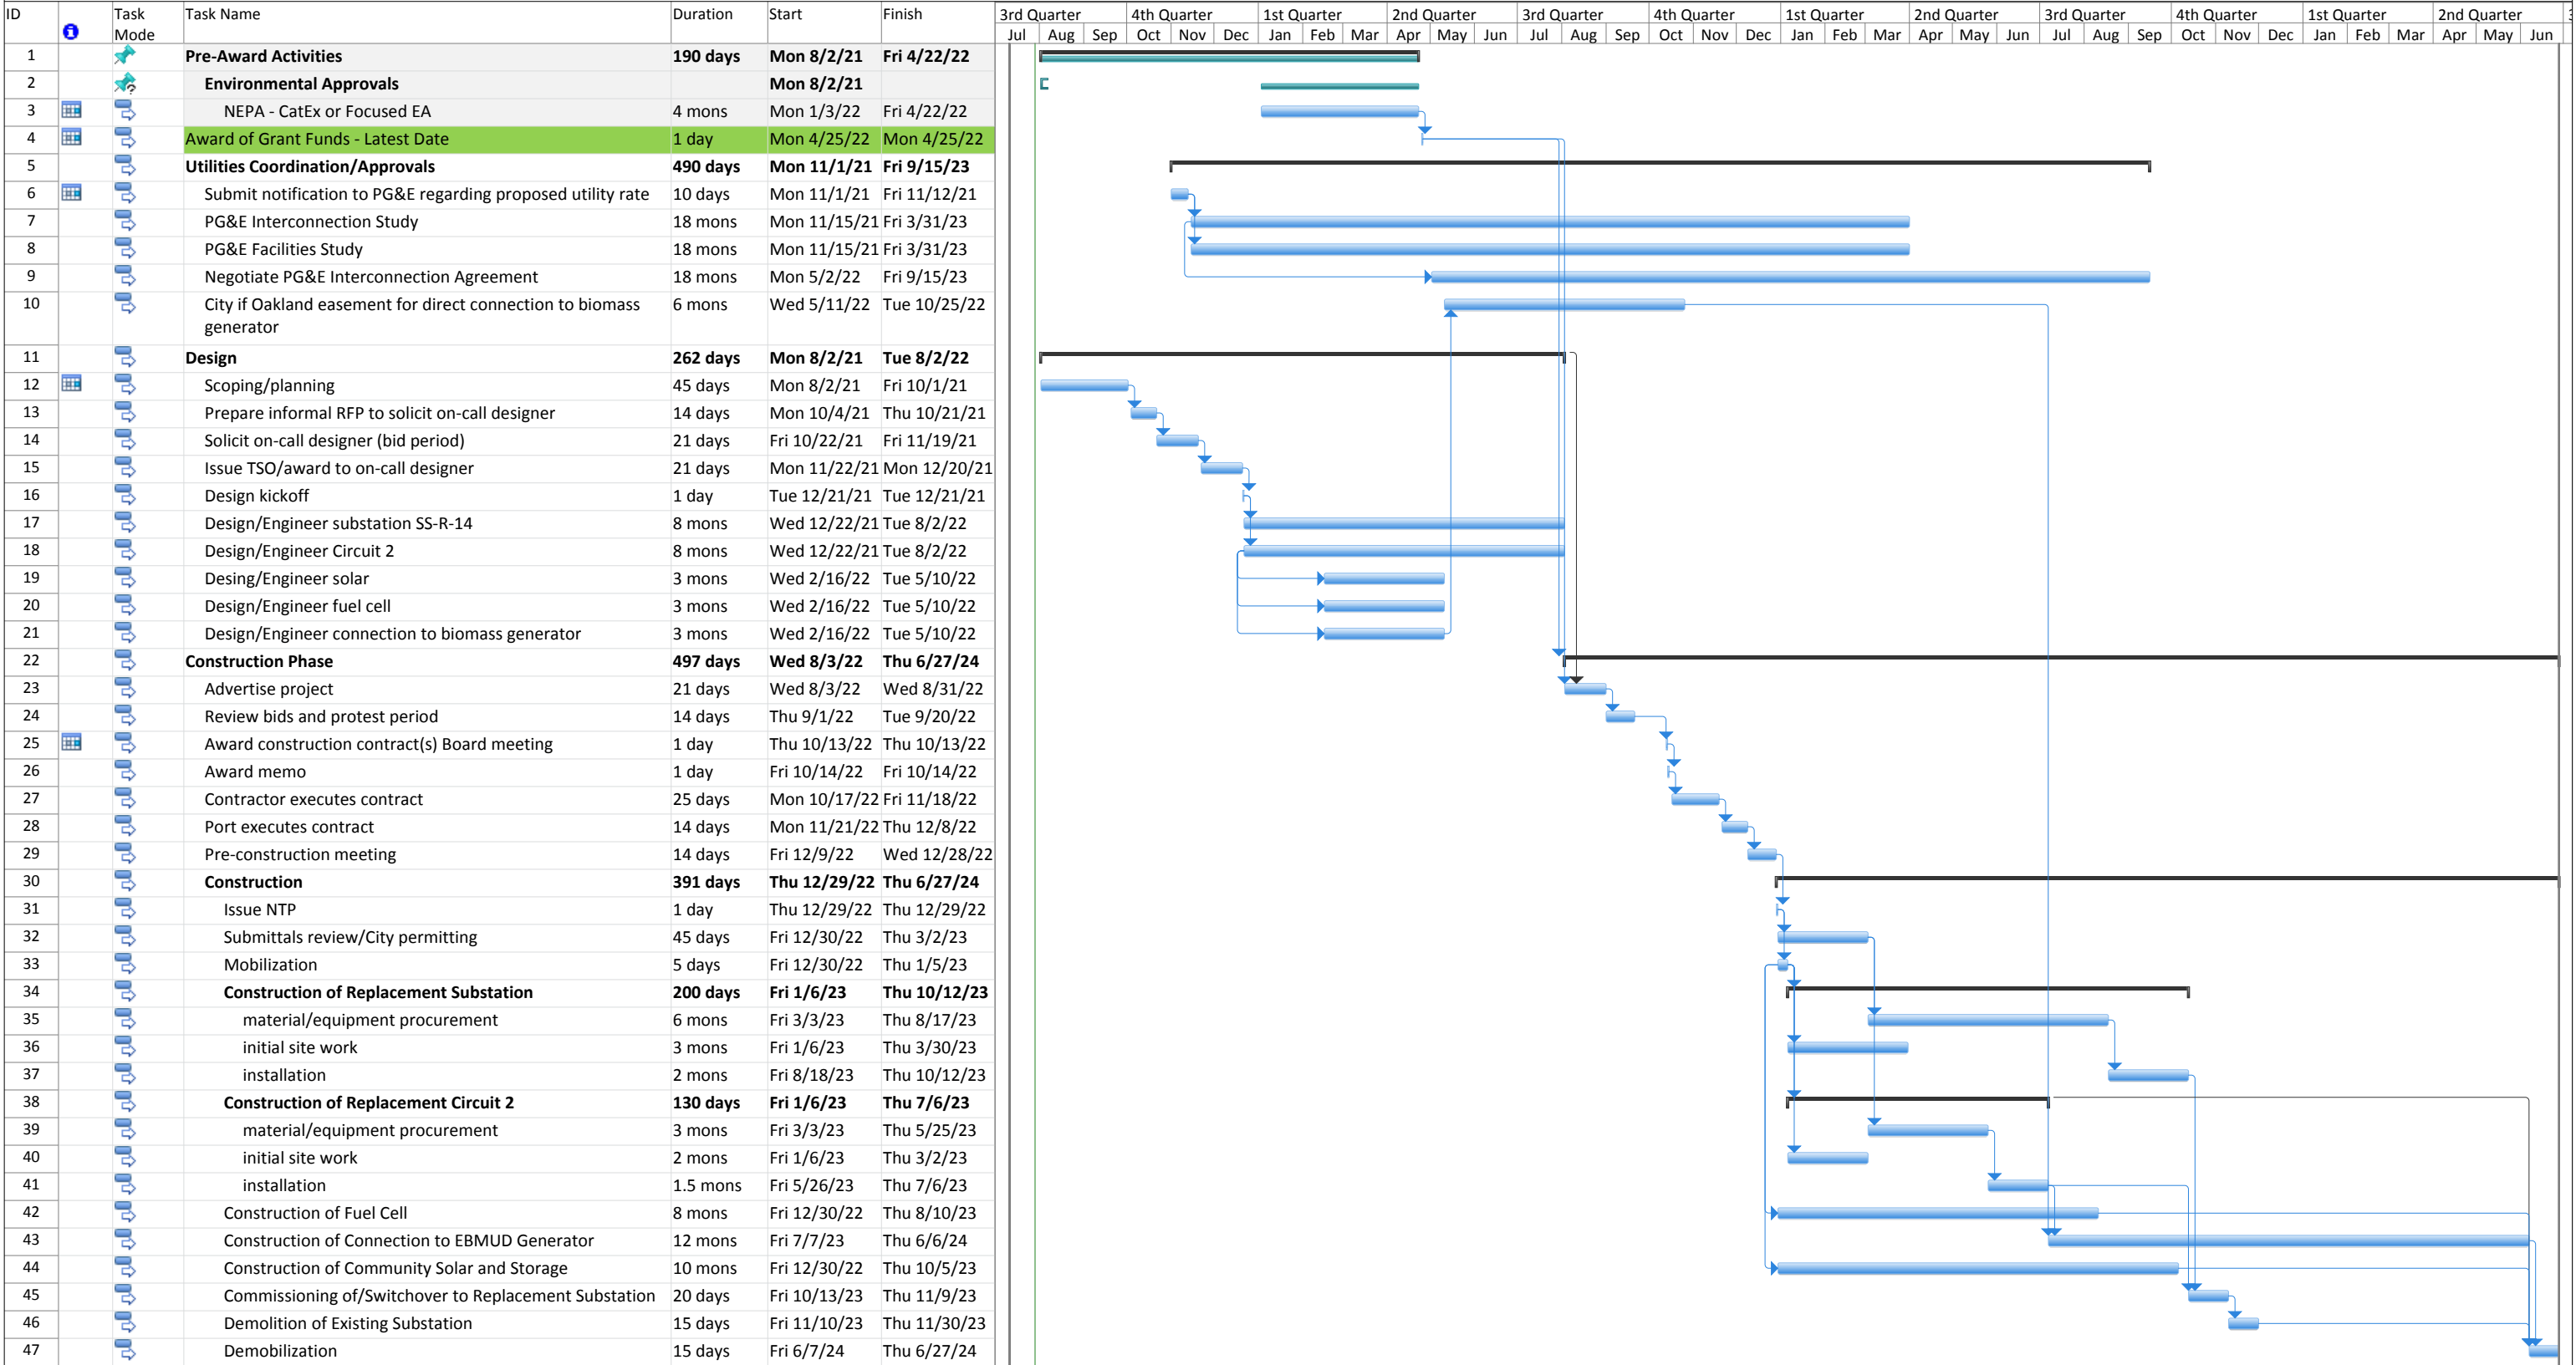 ID Task Mode Task Name Duration Start Finish
3rd Quarter 4th Quarter 1st Quarter 2nd Quarter 3rd Quarter 4th Quarter 1st Quarter 2nd Quarter 3rd Quarter 4th Quarter 1st Quarter 2nd Quarter
Jul Aug Sep Oct Nov Dec Jan Feb Mar Apr May Jun Jul Aug Sep Oct Nov Dec Jan Feb Mar Apr May Jun Jul Aug Sep Oct Nov Dec Jan Feb Mar Apr May Jun
1 Pre-Award Activities 190 days Mon 8/2/21 Fri 4/22/22
2 Environmental Approvals Mon 8/2/21
3 NEPA - CatEx or Focused EA 4 mons Mon 1/3/22 Fri 4/22/22
4 Award of Grant Funds - Latest Date 1 day Mon 4/25/22 Mon 4/25/22
5 Utilities Coordination/Approvals 490 days Mon 11/1/21 Fri 9/15/23
6 Submit notification to PG&E regarding proposed utility rate 10 days Mon 11/1/21 Fri 11/12/21
7 PG&E Interconnection Study 18 mons Mon 11/15/21 Fri 3/31/23
8 PG&E Facilities Study 18 mons Mon 11/15/21 Fri 3/31/23
9 Negotiate PG&E Interconnection Agreement 18 mons Mon 5/2/22 Fri 9/15/23
10 City if Oakland easement for direct connection to biomass 6 mons Wed 5/11/22 Tue 10/25/22
generator
11 Design 262 days Mon 8/2/21 Tue 8/2/22
12 Scoping/planning 45 days Mon 8/2/21 Fri 10/1/21
13 Prepare informal RFP to solicit on-call designer 14 days Mon 10/4/21 Thu 10/21/21
14 Solicit on-call designer (bid period) 21 days Fri 10/22/21 Fri 11/19/21
15 Issue TSO/award to on-call designer 21 days Mon 11/22/21 Mon 12/20/21
16 Design kickoff 1 day Tue 12/21/21 Tue 12/21/21
17 Design/Engineer substation SS-R-14 8 mons Wed 12/22/21 Tue 8/2/22
18 Design/Engineer Circuit 2 8 mons Wed 12/22/21 Tue 8/2/22
19 Desing/Engineer solar 3 mons Wed 2/16/22 Tue 5/10/22
20 Design/Engineer fuel cell 3 mons Wed 2/16/22 Tue 5/10/22
21 Design/Engineer connection to biomass generator 3 mons Wed 2/16/22 Tue 5/10/22
22 Construction Phase 497 days Wed 8/3/22 Thu 6/27/24
23 Advertise project 21 days Wed 8/3/22 Wed 8/31/22
24 Review bids and protest period 14 days Thu 9/1/22 Tue 9/20/22
25 Award construction contract(s) Board meeting 1 day Thu 10/13/22 Thu 10/13/22
26 Award memo 1 day Fri 10/14/22 Fri 10/14/22
27 Contractor executes contract 25 days Mon 10/17/22 Fri 11/18/22
28 Port executes contract 14 days Mon 11/21/22 Thu 12/8/22
29 Pre-construction meeting 14 days Fri 12/9/22 Wed 12/28/22
30 Construction 391 days Thu 12/29/22 Thu 6/27/24
31 Issue NTP 1 day Thu 12/29/22 Thu 12/29/22
32 Submittals review/City permitting 45 days Fri 12/30/22 Thu 3/2/23
33 Mobilization 5 days Fri 12/30/22 Thu 1/5/23
34 Construction of Replacement Substation 200 days Fri 1/6/23 Thu 10/12/23
35 material/equipment procurement 6 mons Fri 3/3/23 Thu 8/17/23
36 initial site work 3 mons Fri 1/6/23 Thu 3/30/23
37 installation 2 mons Fri 8/18/23 Thu 10/12/23
38 Construction of Replacement Circuit 2 130 days Fri 1/6/23 Thu 7/6/23
39 material/equipment procurement 3 mons Fri 3/3/23 Thu 5/25/23
40 initial site work 2 mons Fri 1/6/23 Thu 3/2/23
41 installation 1.5 mons Fri 5/26/23 Thu 7/6/23
42 Construction of Fuel Cell 8 mons Fri 12/30/22 Thu 8/10/23
43 Construction of Connection to EBMUD Generator 12 mons Fri 7/7/23 Thu 6/6/24
44 Construction of Community Solar and Storage 10 mons Fri 12/30/22 Thu 10/5/23
45 Commissioning of/Switchover to Replacement Substation 20 days Fri 10/13/23 Thu 11/9/23
46 Demolition of Existing Substation 15 days Fri 11/10/23 Thu 11/30/23
47 Demobilization 15 days Fri 6/7/24 Thu 6/27/24